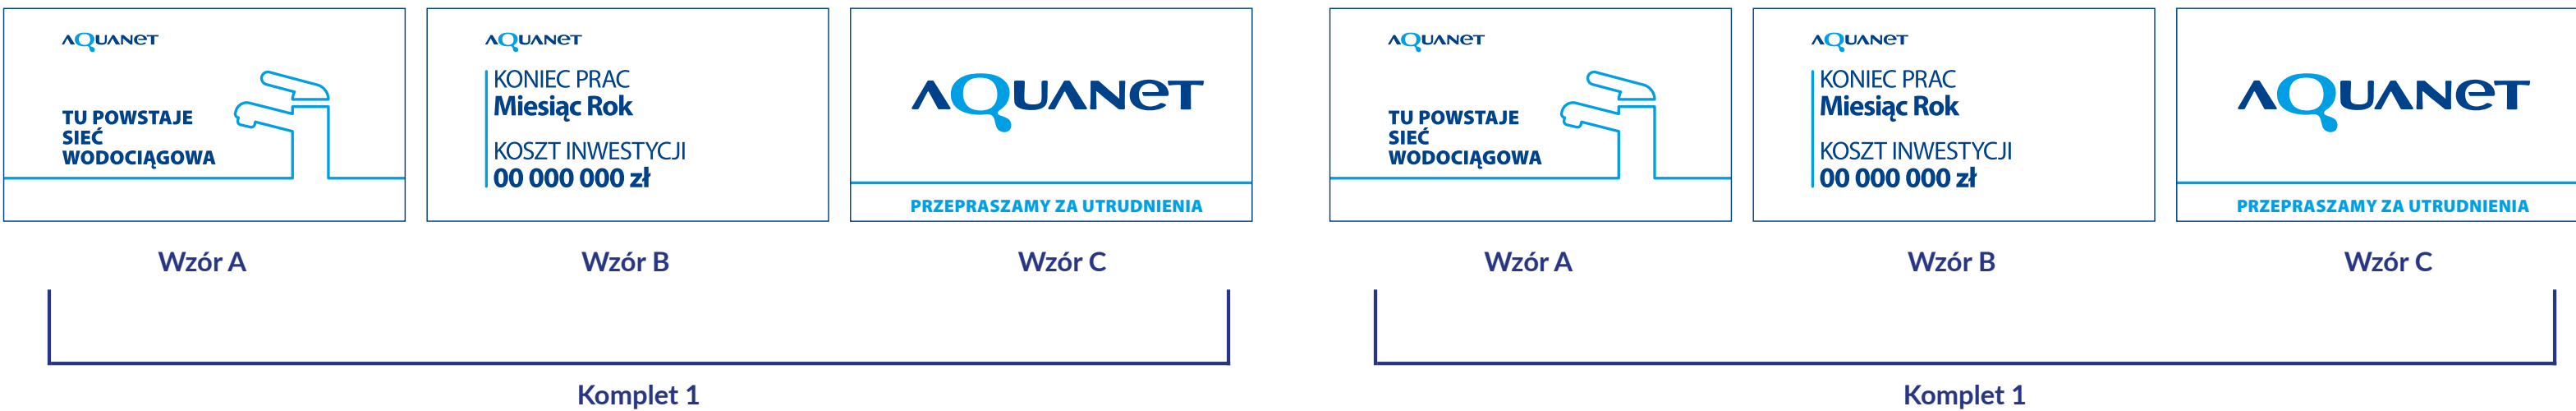 AQUANET
TU POWSTAJE
SIEĆ
WODOCIĄGOWA
Wzór A
AQUANET
KONIEC PRAC
Miesiąc Rok
KOSZT INWESTYCJI
00 000 000 zł
Wzór B
AQUANET
PRZEPRASZAMY ZA UTRUDNIENIA
Wzór C
Komplet 1
AQUANET
TU POWSTAJE
SIEĆ
WODOCIĄGOWA
Wzór A
AQUANET
KONIEC PRAC
Miesiąc Rok
KOSZT INWESTYCJI
00 000 000 zł
Wzór B
AQUANET
PRZEPRASZAMY ZA UTRUDNIENIA
Wzór C
Komplet 1